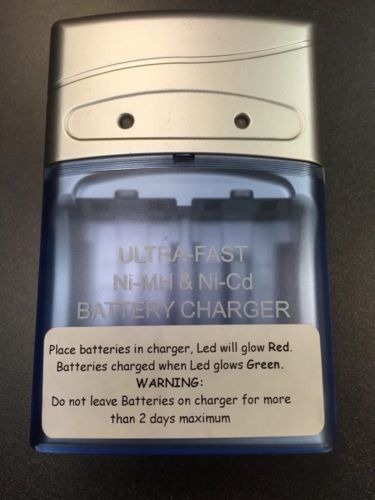 ULTRA-FAST
Ni-MH & Ni-Cd
BATTERY CHARGER
Place batteries in charger, Led will glow Red.
Batteries charged when Led glows Green.
WARNING:
Do not leave Batteries on charger for more
than 2 days maximum